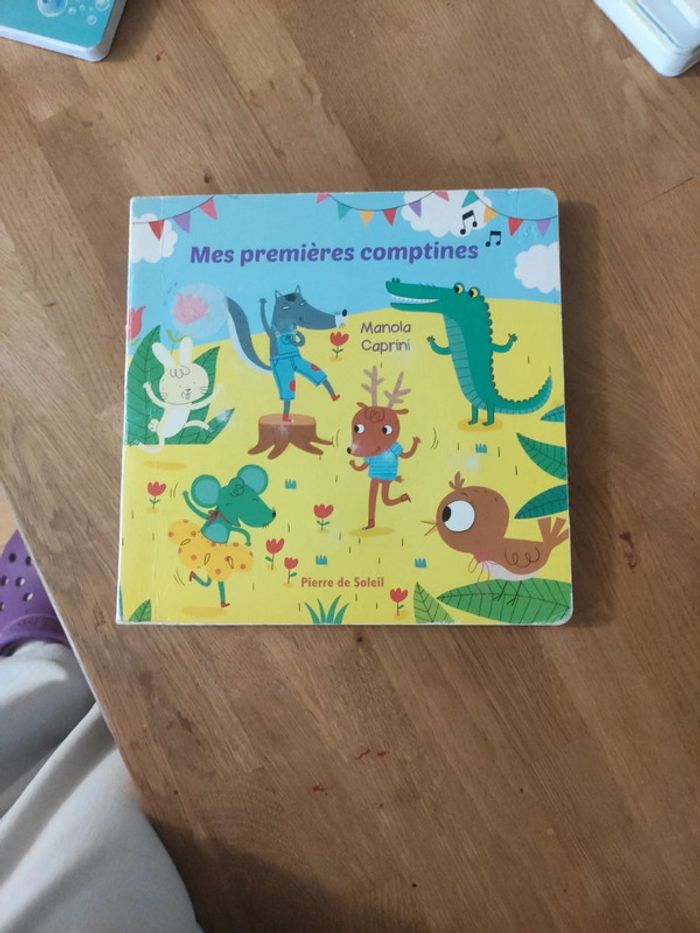 Mes premières comptines
Manola
Caprini
Pierre de Soleil